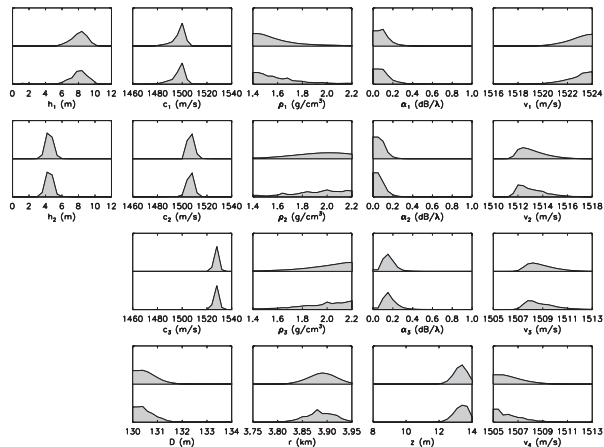 0 2 4 6 8 10 12 1460 1480 1500 1520 1540 1.4 1.6 1.8 2.0 2.2 0.0 0.2 0.4 0.6 0.8 1.0 1516 1518 1520 1522 1524
h₁ (m) c₁ (m/s) ρ₁ (g/cm³) α₁ (dB/λ) v₁ (m/s)
0 2 4 6 8 10 12 1460 1480 1500 1520 1540 1.4 1.6 1.8 2.0 2.2 0.0 0.2 0.4 0.6 0.8 1.0 1510 1512 1514 1516 1518
h₂ (m) c₂ (m/s) ρ₂ (g/cm³) α₂ (dB/λ) v₂ (m/s)
1460 1480 1500 1520 1540 1.4 1.6 1.8 2.0 2.2 0.0 0.2 0.4 0.6 0.8 1.0 1505 1507 1509 1511 1513
c₃ (m/s) ρ₃ (g/cm³) α₃ (dB/λ) v₃ (m/s)
130 131 132 133 134 3.75 3.80 3.85 3.90 3.95 8 10 12 14 1505 1507 1509 1511 1513
D (m) r (km) z (m) v₄ (m/s)